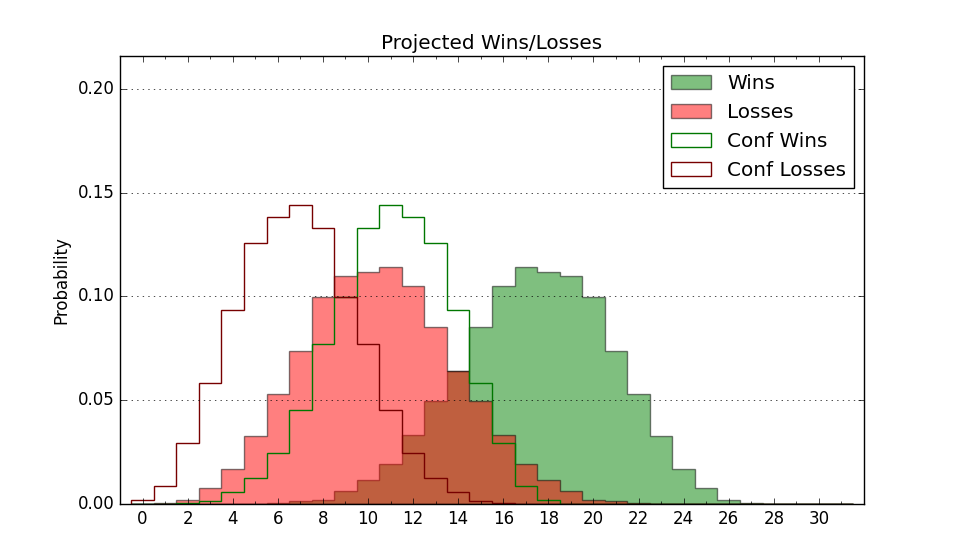 Projected Wins/Losses
Wins
Losses
Conf Wins
Conf Losses
Probability
0.20
0.15
0.10
0.05
0.00
0 2 4 6 8 10 12 14 16 18 20 22 24 26 28 30